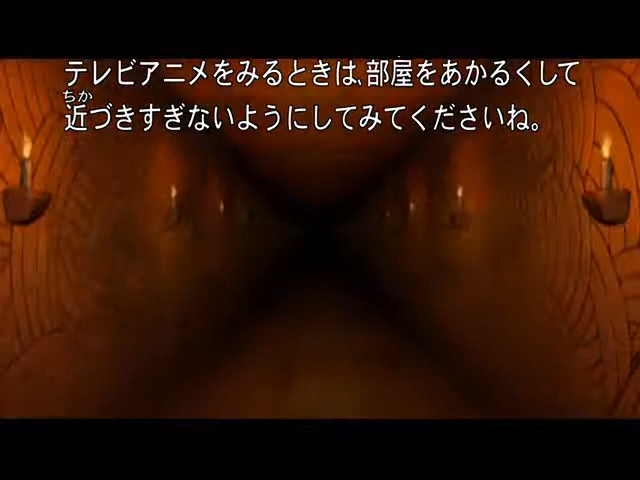 テレビアニメをみるときは、部屋をあかるくして
ちか
近づきすぎないようにしてみてくださいね。